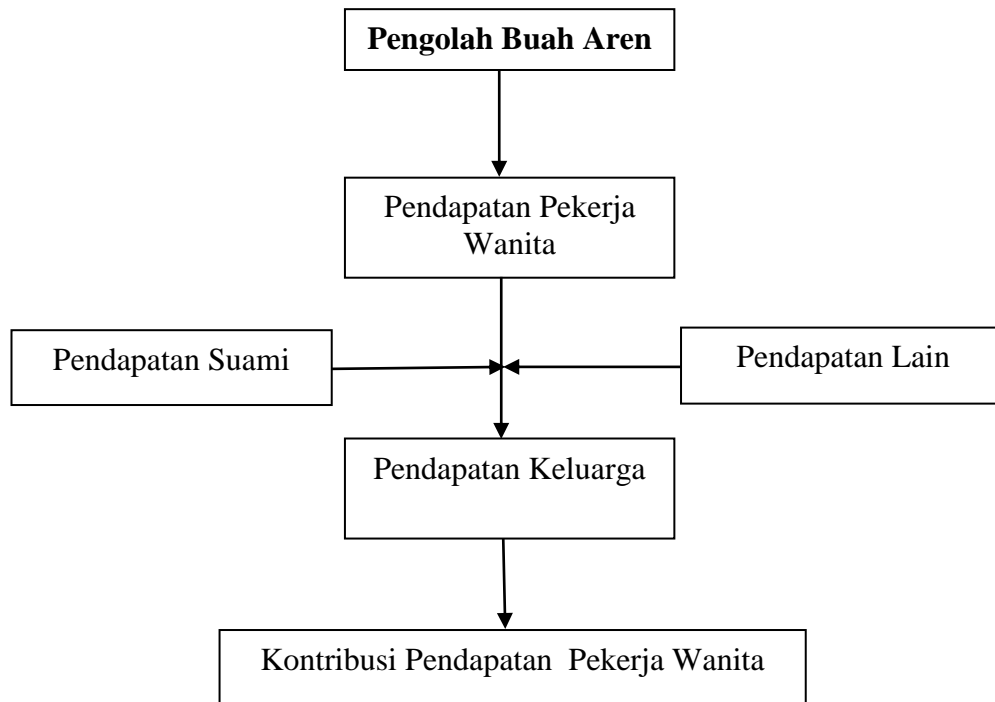 Pengolah Buah Aren
Pendapatan Pekerja
Wanita
Pendapatan Suami
Pendapatan Lain
Pendapatan Keluarga
Kontribusi Pendapatan  Pekerja Wanita